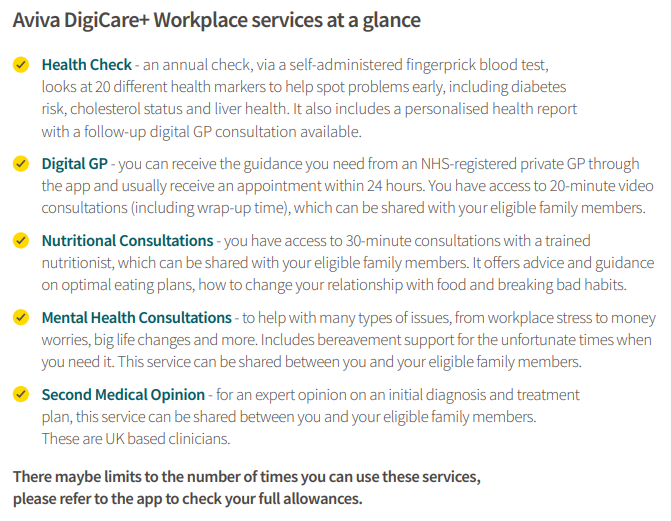 Aviva DigiCare+ Workplace services at a glance
Health Check - an annual check, via a self-administered fingerprick blood test,
looks at 20 different health markers to help spot problems early, including diabetes
risk, cholesterol status and liver health. It also includes a personalised health report
with a follow-up digital GP consultation available.
Digital GP - you can receive the guidance you need from an NHS-registered private GP through
the app and usually receive an appointment within 24 hours. You have access to 20-minute video
consultations (including wrap-up time), which can be shared with your eligible family members.
Nutritional Consultations - you have access to 30-minute consultations with a trained
nutritionist, which can be shared with your eligible family members. It offers advice and guidance
on optimal eating plans, how to change your relationship with food and breaking bad habits.
Mental Health Consultations - to help with many types of issues, from workplace stress to money
worries, big life changes and more. Includes bereavement support for the unfortunate times when
you need it. This service can be shared between you and your eligible family members.
Second Medical Opinion - for an expert opinion on an initial diagnosis and treatment
plan, this service can be shared between you and your eligible family members.
These are UK based clinicians.
There maybe limits to the number of times you can use these services,
please refer to the app to check your full allowances.